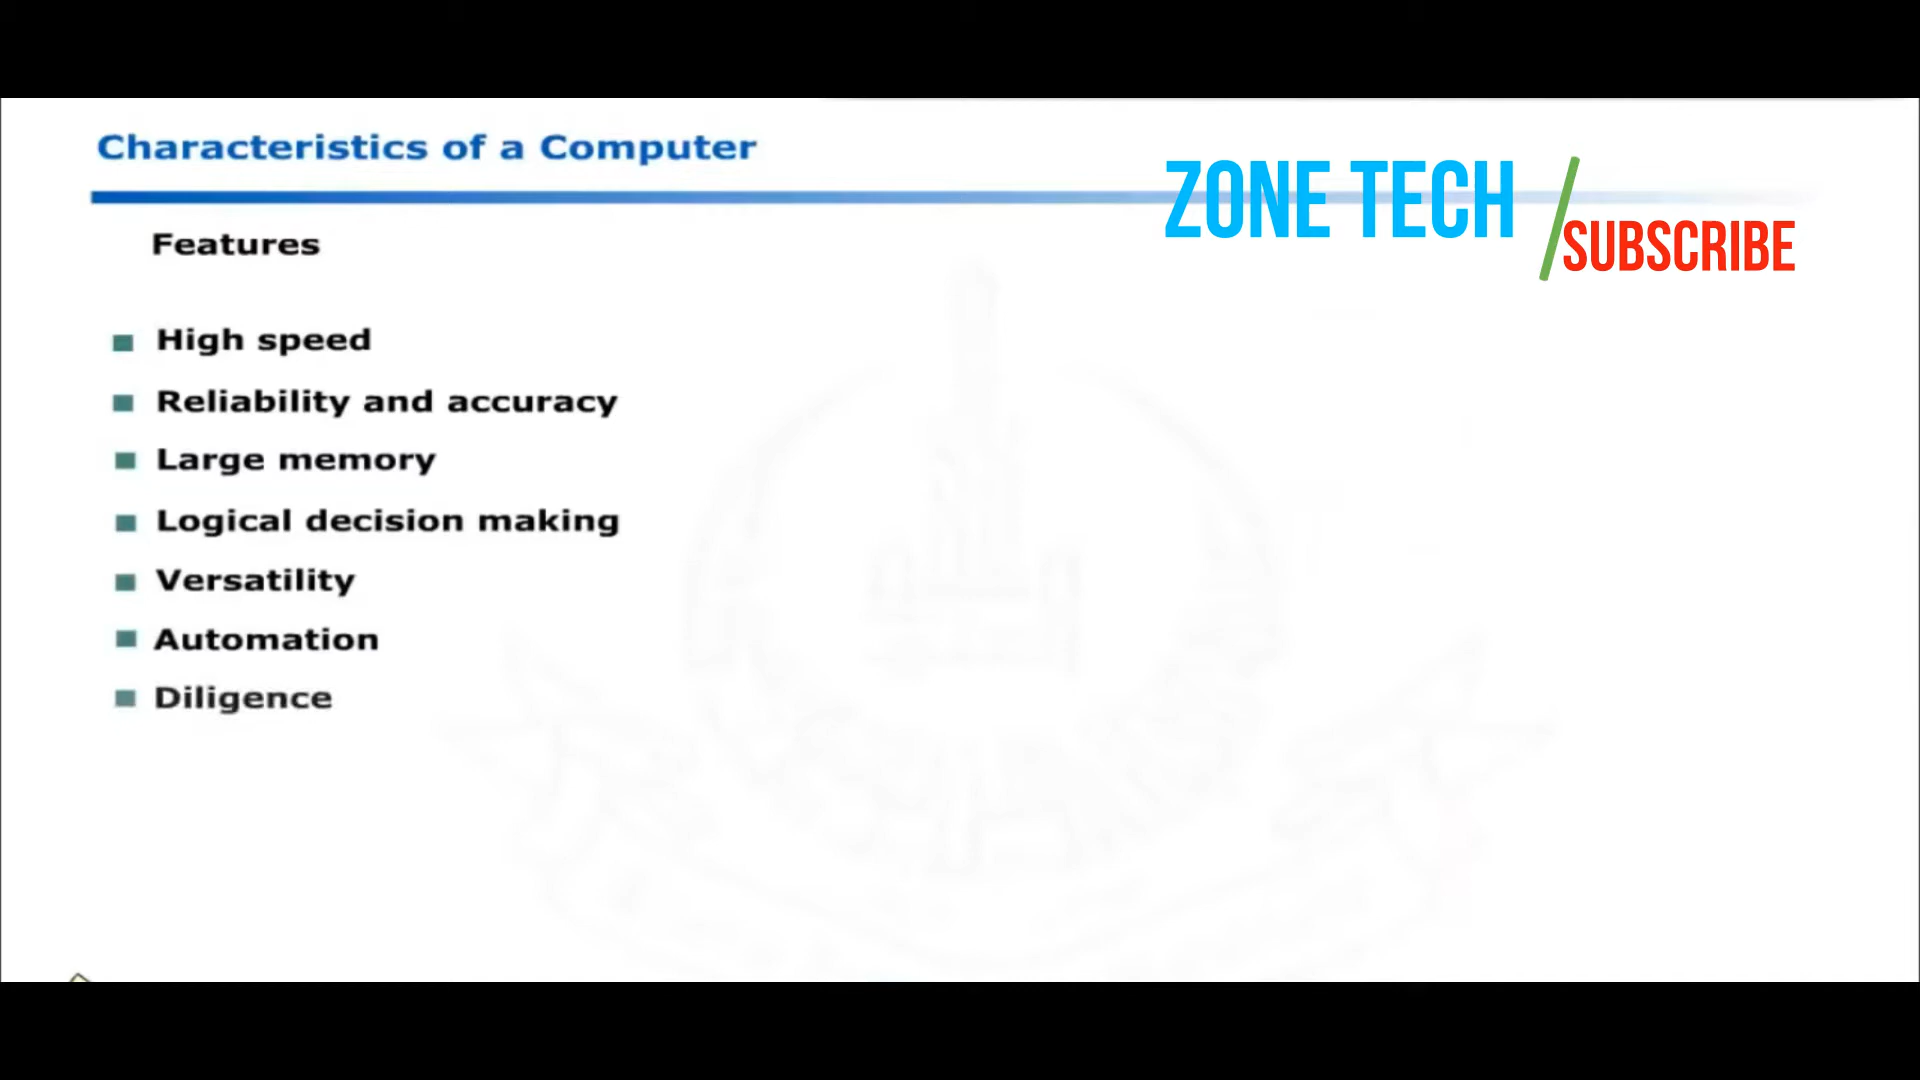 Characteristics of a Computer
ZONE TECH
SUBSCRIBE
Features
High speed
Reliability and accuracy
Large memory
Logical decision making
Versatility
Automation
Diligence